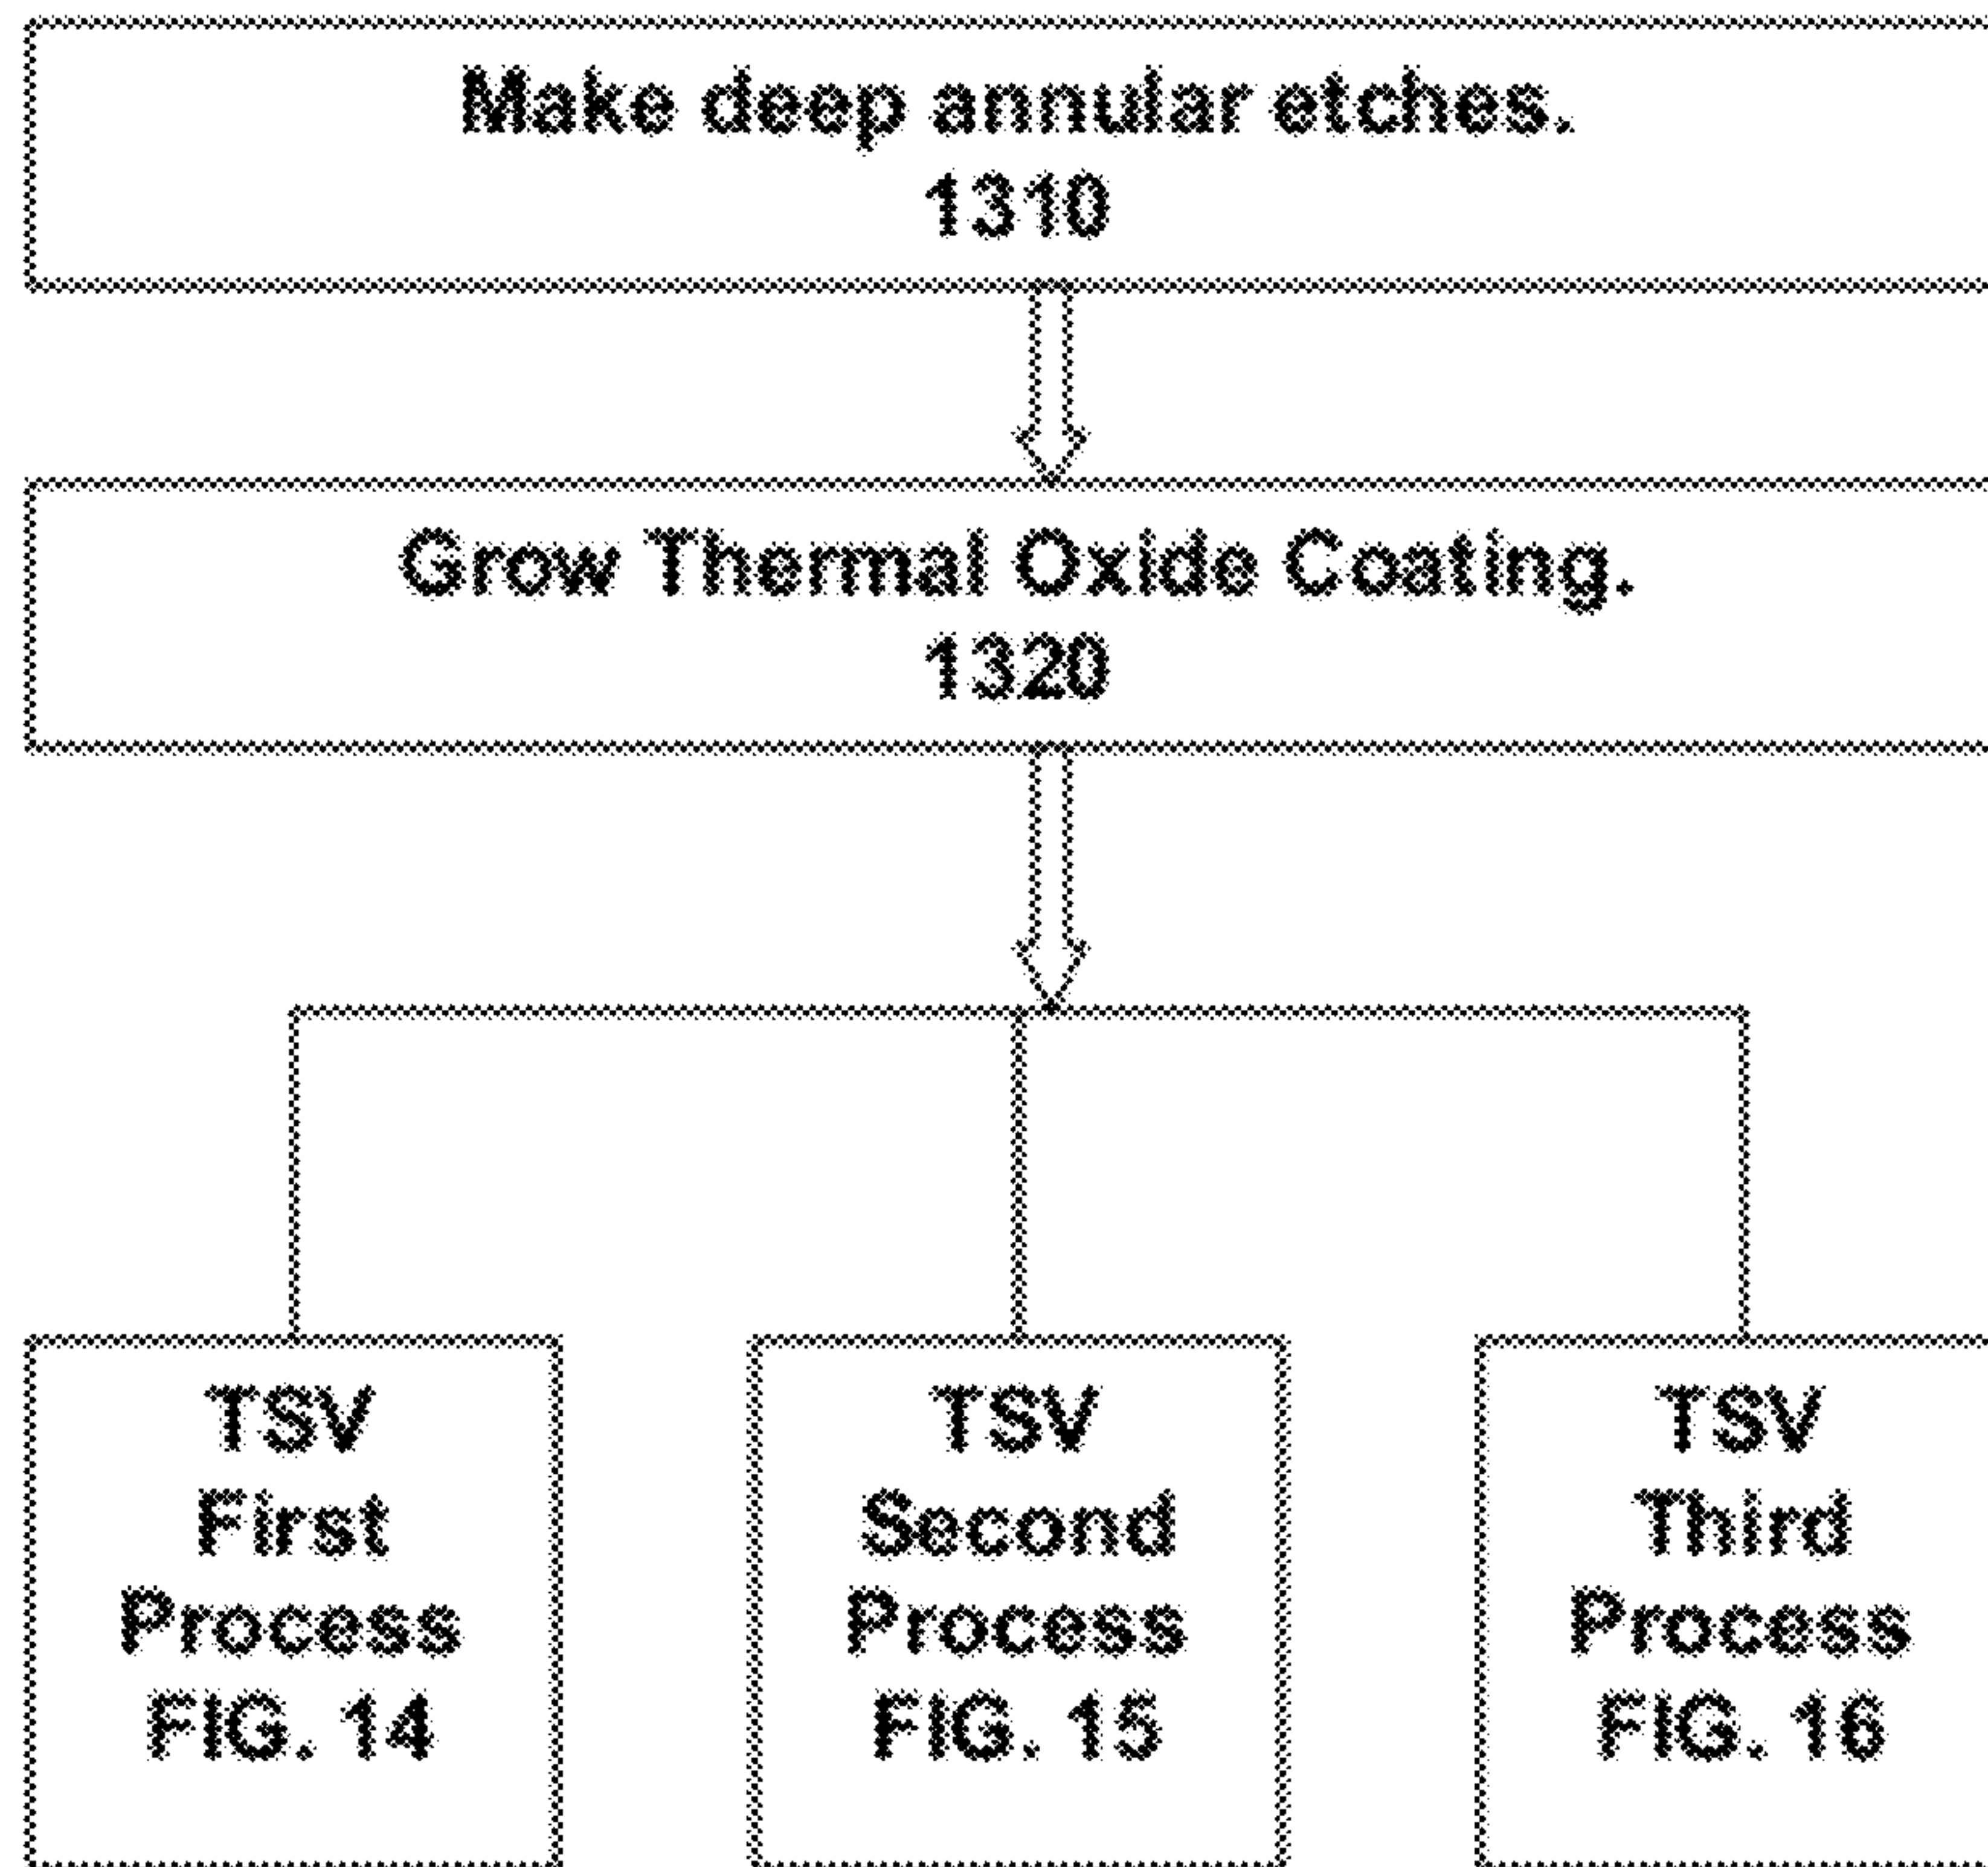 Make deep annular etches.
1310
Grow Thermal Oxide Coating.
1320
TSV
First
Process
FIG. 14
TSV
Second
Process
FIG. 15
TSV
Third
Process
FIG. 16